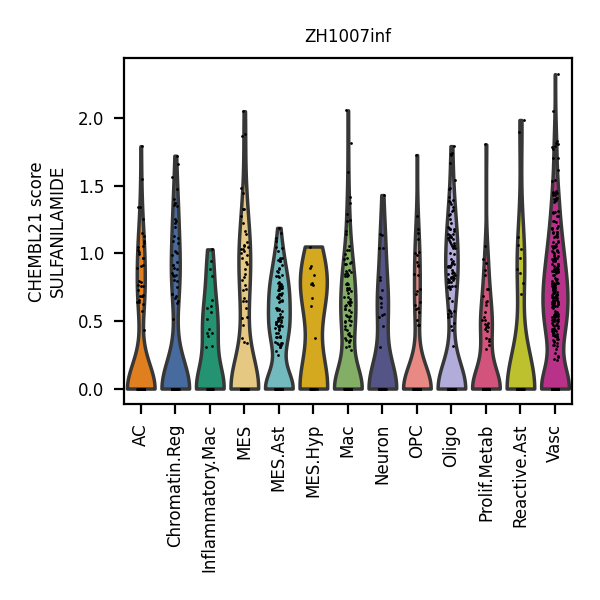 ZH1007inf
CHEMBL21 score
SULFANILAMIDE
2.0
1.5
1.0
0.5
0.0
AC
Chromatin.Reg
Inflammatory.Mac
MES
MES.Ast
MES.Hyp
Mac
Neuron
OPC
Oligo
Prolif.Metab
Reactive.Ast
Vasc